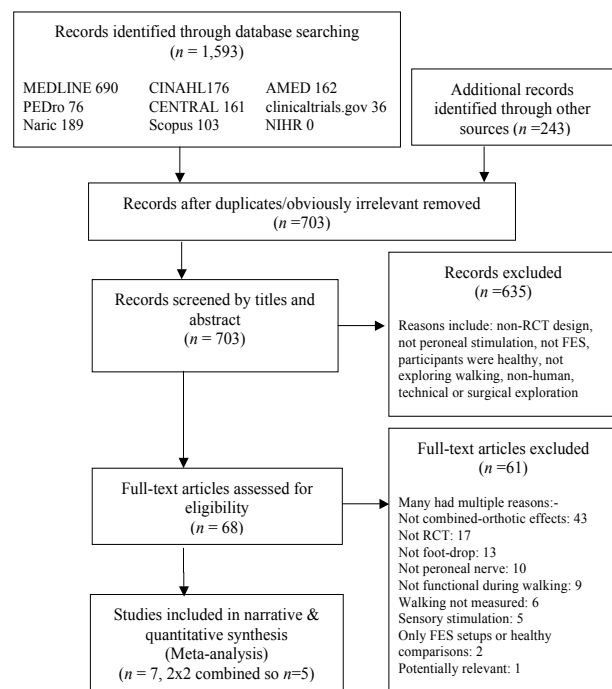 Records identified through database searching
(n = 1,593)
MEDLINE 690 CINAHL176 AMED 162
PEDro 76 CENTRAL 161 clinicaltrials.gov 36
Naric 189 Scopus 103 NIHR 0
Additional records
identified through other
sources (n =243)
Records after duplicates/obviously irrelevant removed
(n =703)
Records screened by titles and
abstract
(n = 703)
Records excluded
(n =635)
Reasons include: non-RCT design,
not peroneal stimulation, not FES,
participants were healthy, not
exploring walking, non-human,
technical or surgical exploration
Full-text articles assessed for
eligibility
(n = 68)
Full-text articles excluded
(n =61)
Many had multiple reasons:-
Not combined-orthotic effects: 43
Not RCT: 17
Not foot-drop: 13
Not peroneal nerve: 10
Not functional during walking: 9
Walking not measured: 6
Sensory stimulation: 5
Only FES setups or healthy
comparisons: 2
Potentially relevant: 1
Studies included in narrative &
quantitative synthesis
(Meta-analysis)
(n = 7, 2x2 combined so n=5)